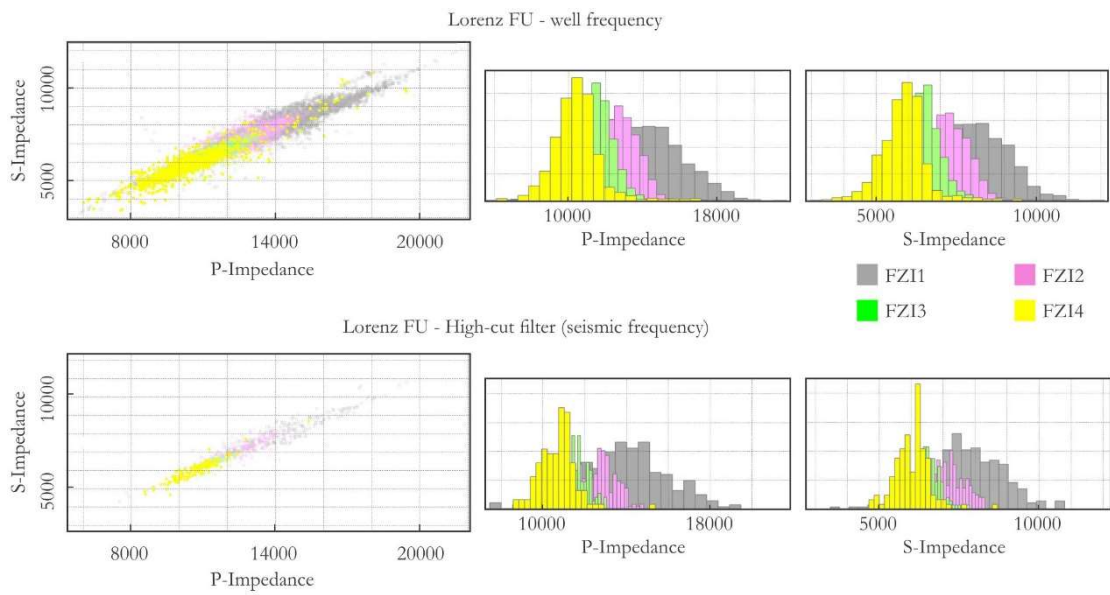 Lorenz FU - well frequency
S-Impedance
10000
5000
8000 14000 20000
P-Impedance
10000 18000
P-Impedance
5000 10000
S-Impedance
FZI1 FZI2
FZI3 FZI4
Lorenz FU - High-cut filter (seismic frequency)
S-Impedance
10000
5000
8000 14000 20000
P-Impedance
10000 18000
P-Impedance
5000 10000
S-Impedance